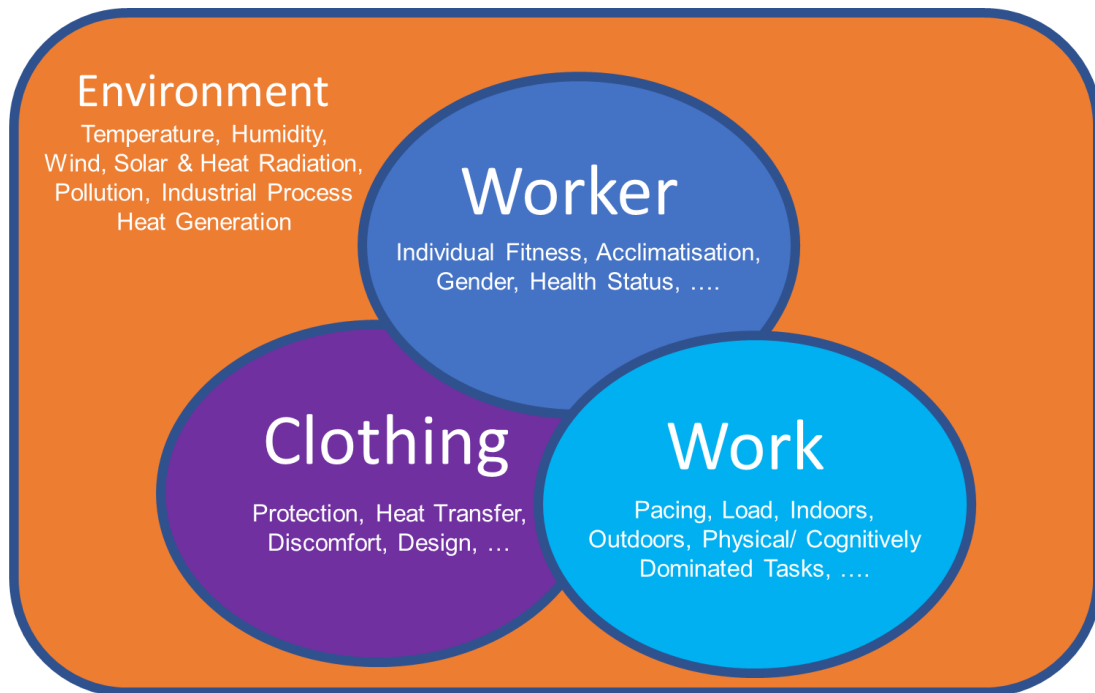 Environment
Temperature, Humidity,
Wind, Solar & Heat Radiation,
Pollution, Industrial Process
Heat Generation
Worker
Individual Fitness, Acclimatisation,
Gender, Health Status, ….
Clothing
Protection, Heat Transfer,
Discomfort, Design, …
Work
Pacing, Load, Indoors,
Outdoors, Physical/ Cognitively
Dominated Tasks, ….